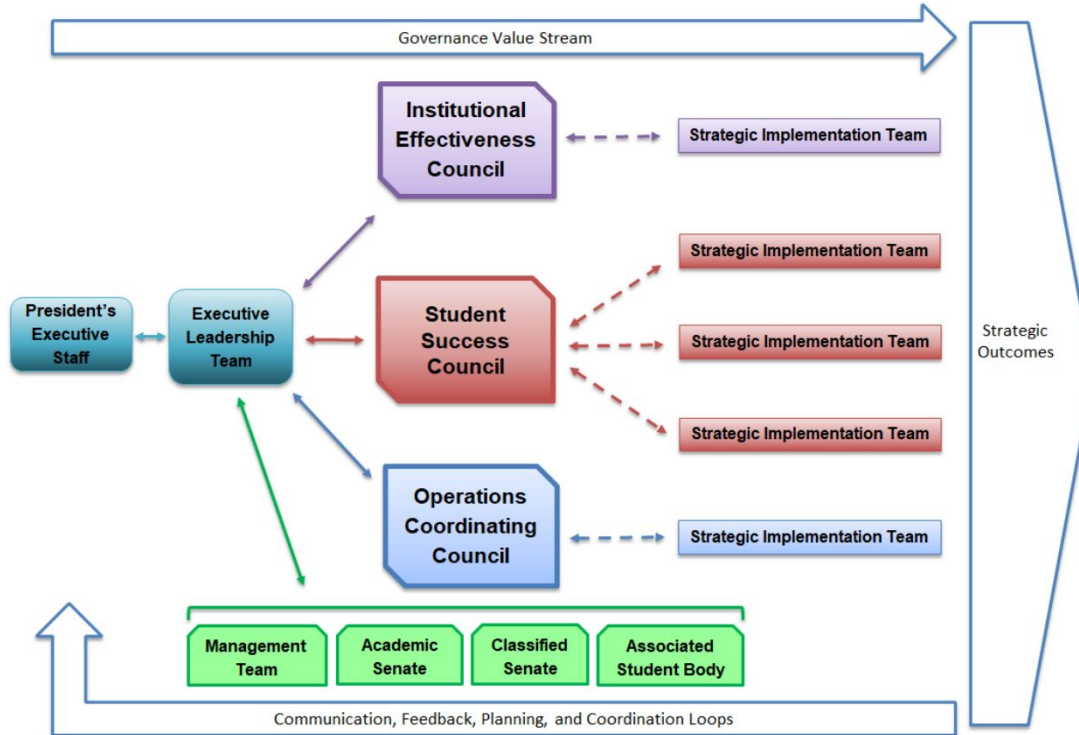 Governance Value Stream
Institutional
Effectiveness
Council
Strategic Implementation Team
Strategic Implementation Team
President's
Executive
Staff
Executive
Leadership
Team
Student
Success
Council
Strategic Implementation Team
Strategic Implementation Team
Strategic
Outcomes
Operations
Coordinating
Council
Strategic Implementation Team
Management
Team
Academic
Senate
Classified
Senate
Associated
Student Body
Communication, Feedback, Planning, and Coordination Loops